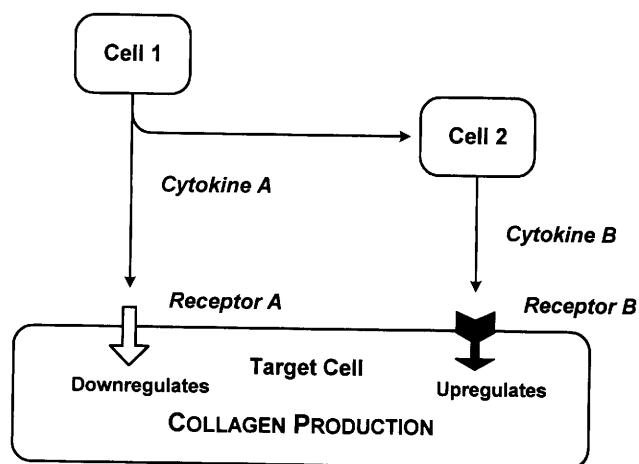 Cell 1
Cell 2
Cytokine A
Cytokine B
Receptor A
Receptor B
Target Cell
Downregulates
Upregulates
COLLAGEN PRODUCTION